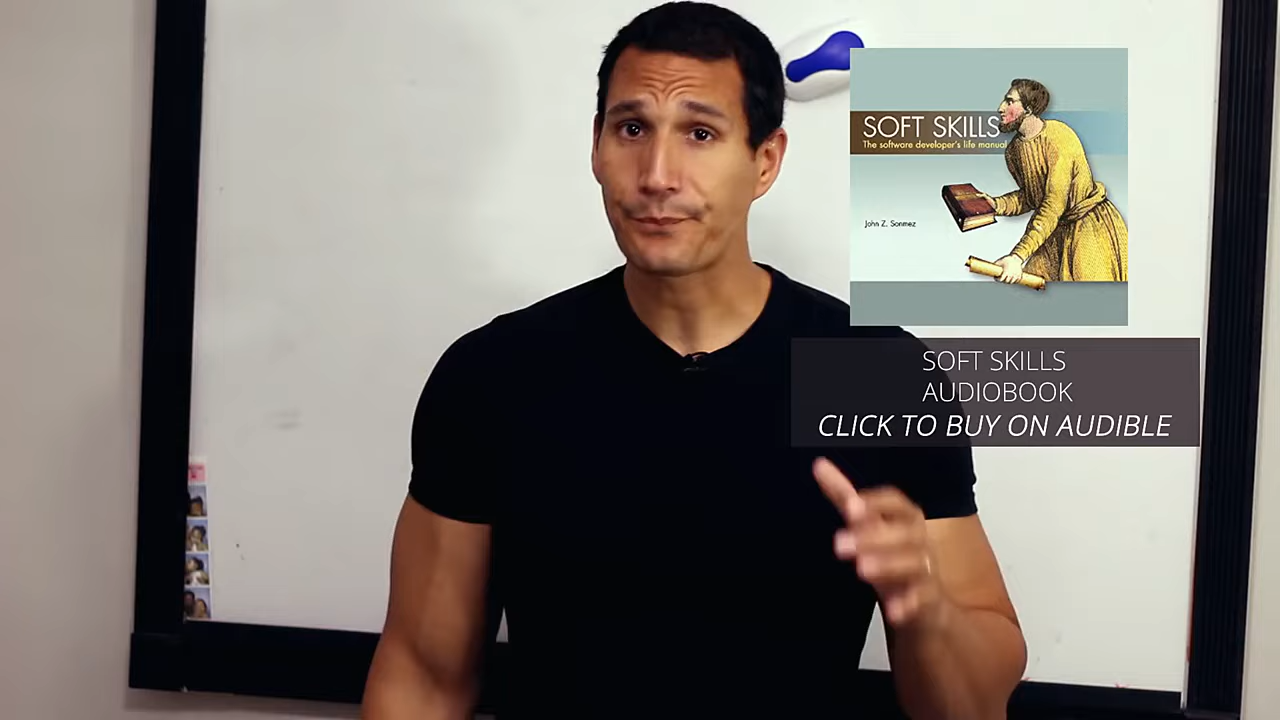 SOFT SKILLS
The software developer's life manual
John Z. Sonmez
SOFT SKILLS
AUDIOBOOK
CLICK TO BUY ON AUDIBLE